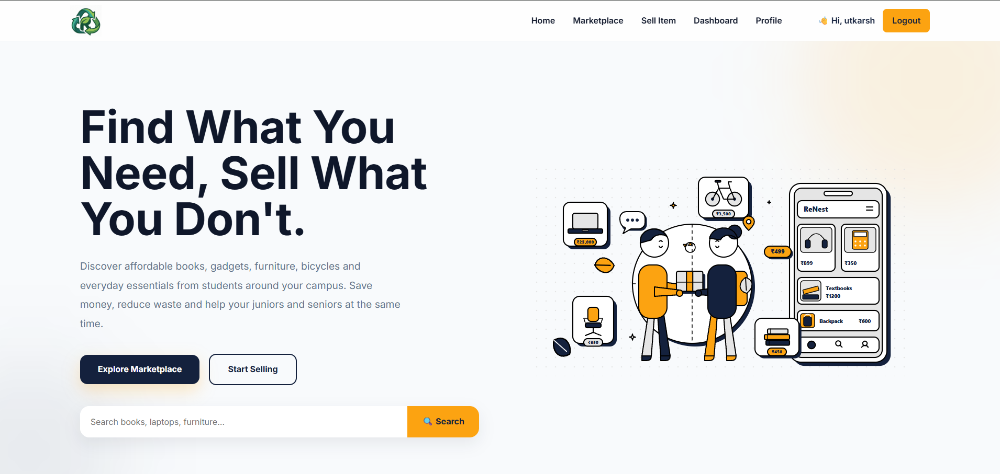 R
Home Marketplace Sell Item Dashboard Profile 👋 Hi, utkarsh Logout
Find What You
Need, Sell What
You Don't.
Discover affordable books, gadgets, furniture, bicycles and
everyday essentials from students around your campus. Save
money, reduce waste and help your juniors and seniors at the same
time.
Explore Marketplace Start Selling
Search books, laptops, furniture...
🔍 Search
₹25,000
₹3,500
₹850
₹499
₹450
ReNest
₹899 ₹350
Textbooks
₹1200
Backpack ₹600